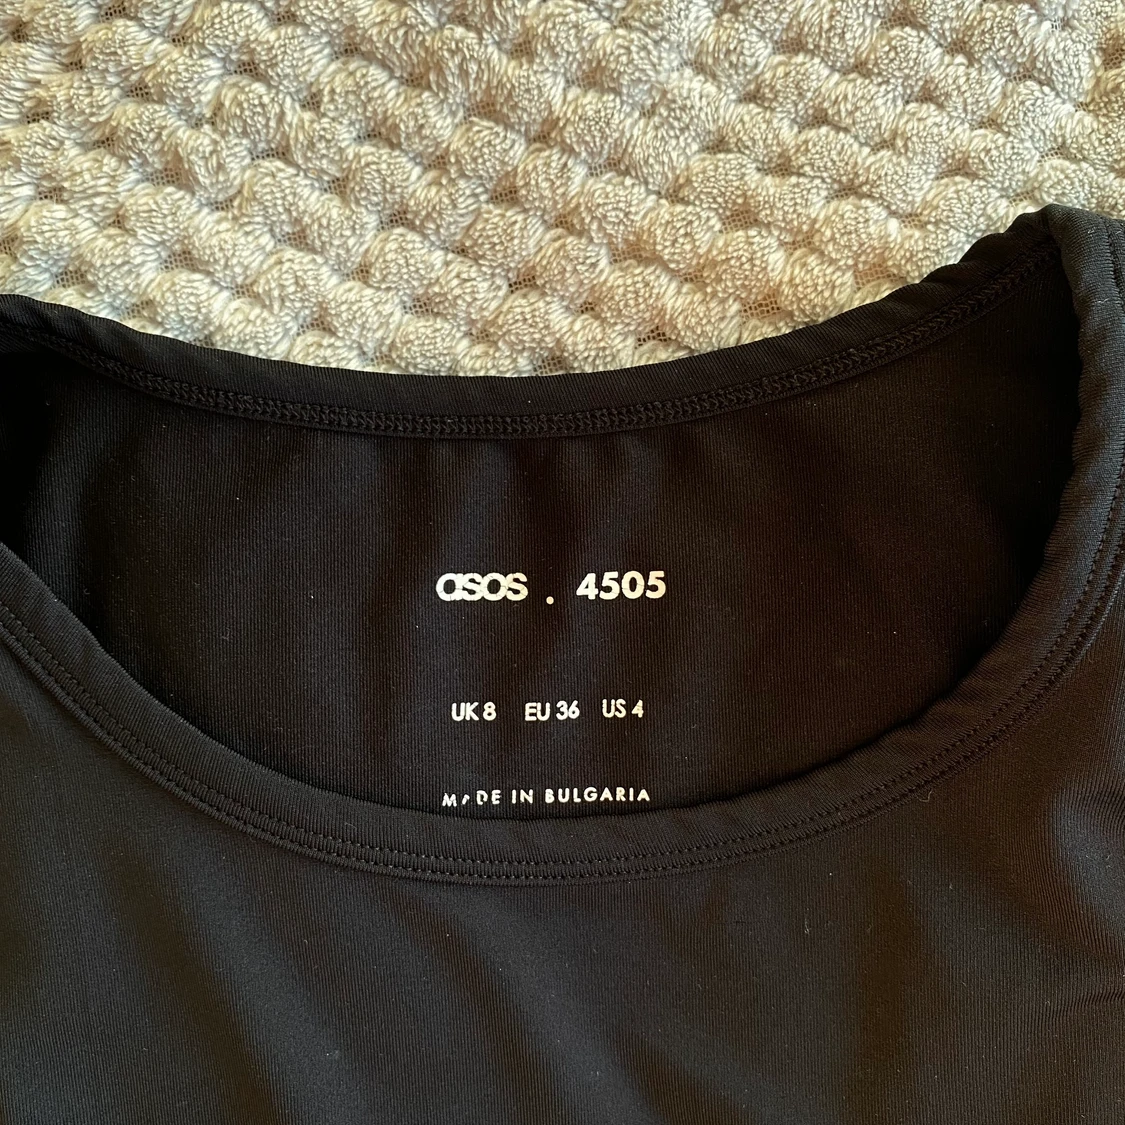 asos . 4505
UK 8 EU 36 US 4
MADE IN BULGARIA